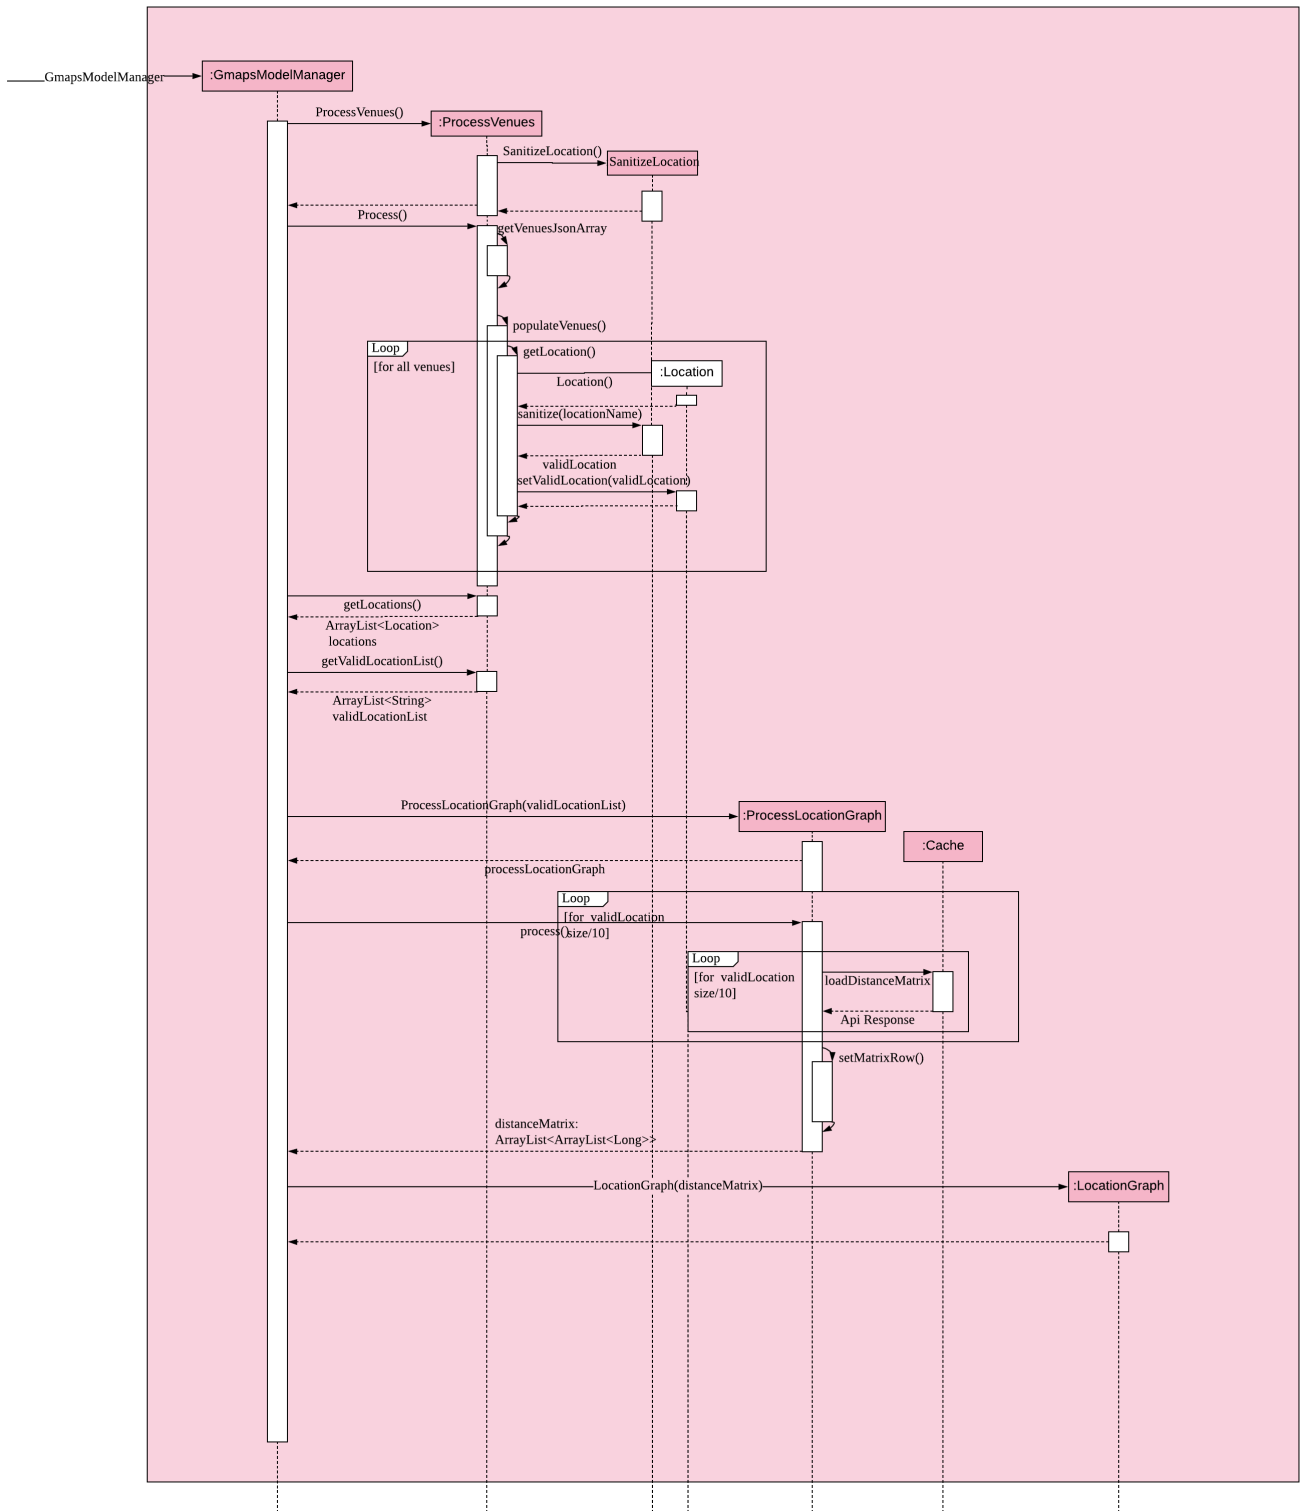 GmapsModelManager
:GmapsModelManager
ProcessVenues()
:ProcessVenues
SanitizeLocation()
SanitizeLocation
Process()
getVenuesJsonArray
populateVenues()
Loop
getLocation()
[for all venues]
:Location
Location()
sanitize(locationName)
validLocation
setValidLocation(validLocation)
getLocations()
ArrayList<Location>
locations
getValidLocationList()
ArrayList<String>
validLocationList
ProcessLocationGraph(validLocationList)
:ProcessLocationGraph
:Cache
processLocationGraph
Loop
[for validLocation
size/10]
process()
Loop
[for validLocation
size/10]
loadDistanceMatrix
Api Response
setMatrixRow()
distanceMatrix:
ArrayList<ArrayList<Long>>
LocationGraph(distanceMatrix)
:LocationGraph